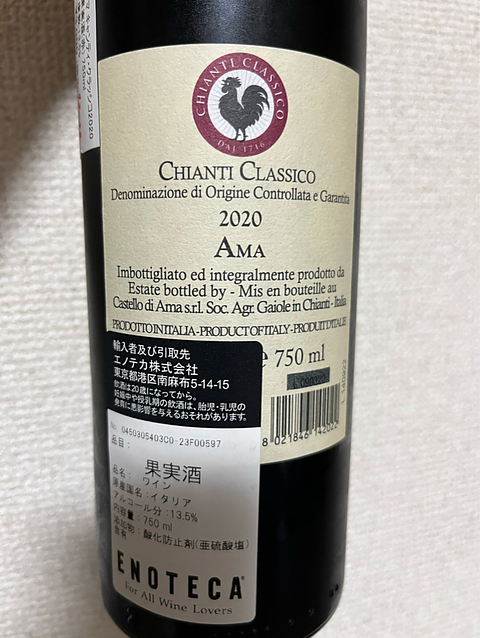 CHIANTI CLASSICO
DAL 1716
CHIANTI CLASSICO
Denominazione di Origine Controllata e Garantita
2020
AMA
Imbottigliato ed integralmente prodotto da
Estate bottled by - Mis en bouteille au
Castello di Ama s.r.l. Soc. Agr. Gaiole in Chianti - Italia
PRODOTTO IN ITALIA - PRODUCT OF ITALY - PRODUIT D'ITALIE
e 750 ml
8 021846 142022
輸入者及び引取先
エノテカ株式会社
東京都港区南麻布5-14-15
飲酒は20歳になってから。
妊娠中や授乳期の飲酒は、胎児・乳児の
発育に悪影響を与えるおそれがあります。
No. 0450305403C0-23F00597
品目:
果実酒
品名: ワイン
原産国名:イタリア
アルコール分:13.5%
内容量:750 ml
添加物: 酸化防止剤(亜硫酸塩)
含有
ENOTECA
For All Wine Lovers